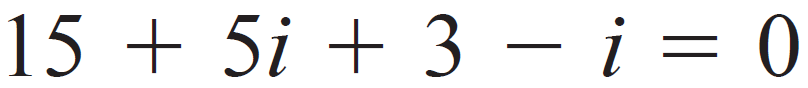 15 + 5i + 3 − i = 0